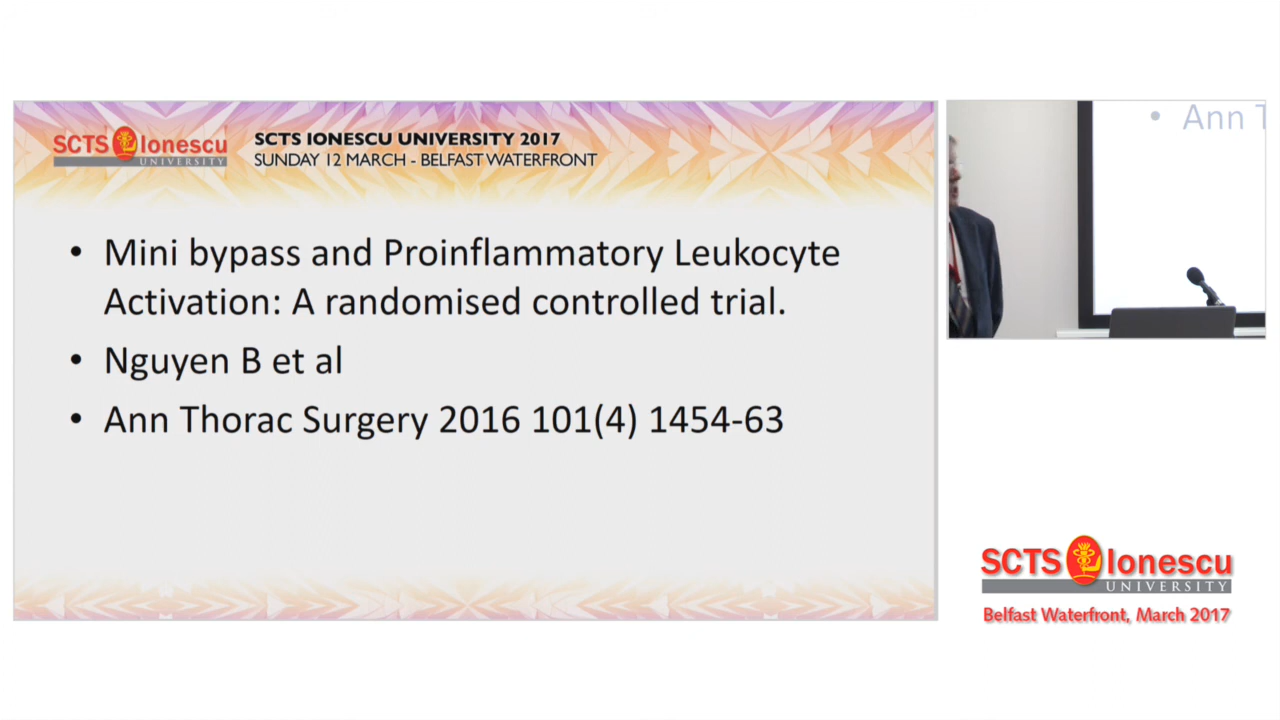 SCTS Ionescu
UNIVERSITY
SCTS IONESCU UNIVERSITY 2017
SUNDAY 12 MARCH - BELFAST WATERFRONT
• Mini bypass and Proinflammatory Leukocyte
Activation: A randomised controlled trial.
• Nguyen B et al
• Ann Thorac Surgery 2016 101(4) 1454-63
• Ann T
SCTS Ionescu
UNIVERSITY
Belfast Waterfront, March 2017